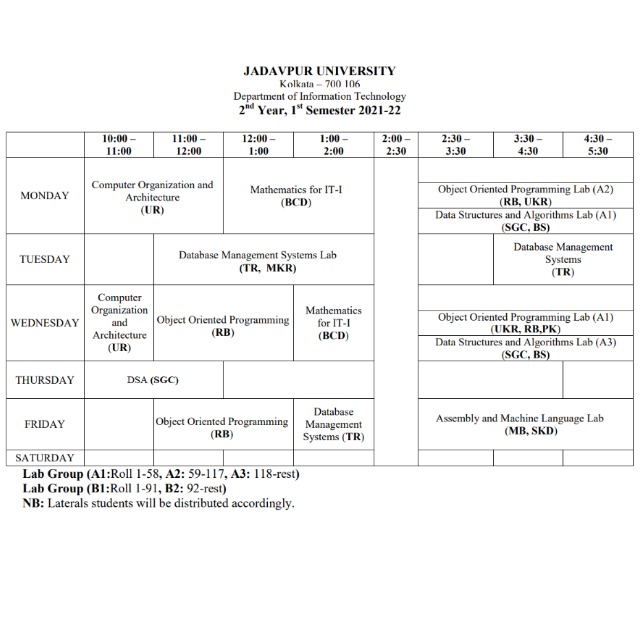 JADAVPUR UNIVERSITY
Kolkata – 700 106
Department of Information Technology
2nd Year, 1st Semester 2021-22
10:00 –
11:00
11:00 –
12:00
12:00 –
1:00
1:00 –
2:00
2:00 –
2:30
2:30 –
3:30
3:30 –
4:30
4:30 –
5:30
MONDAY
Computer Organization and
Architecture
(UR)
Mathematics for IT-I
(BCD)
Object Oriented Programming Lab (A2)
(RB, UKR)
Data Structures and Algorithms Lab (A1)
(SGC, BS)
TUESDAY
Database Management Systems Lab
(TR, MKR)
Database Management
Systems
(TR)
WEDNESDAY
Computer
Organization
and
Architecture
(UR)
Object Oriented Programming
(RB)
Mathematics
for IT-I
(BCD)
Object Oriented Programming Lab (A1)
(UKR, RB,PK)
Data Structures and Algorithms Lab (A3)
(SGC, BS)
THURSDAY
DSA (SGC)
FRIDAY
Object Oriented Programming
(RB)
Database
Management
Systems (TR)
Assembly and Machine Language Lab
(MB, SKD)
SATURDAY
Lab Group (A1:Roll 1-58, A2: 59-117, A3: 118-rest)
Lab Group (B1:Roll 1-91, B2: 92-rest)
NB: Laterals students will be distributed accordingly.